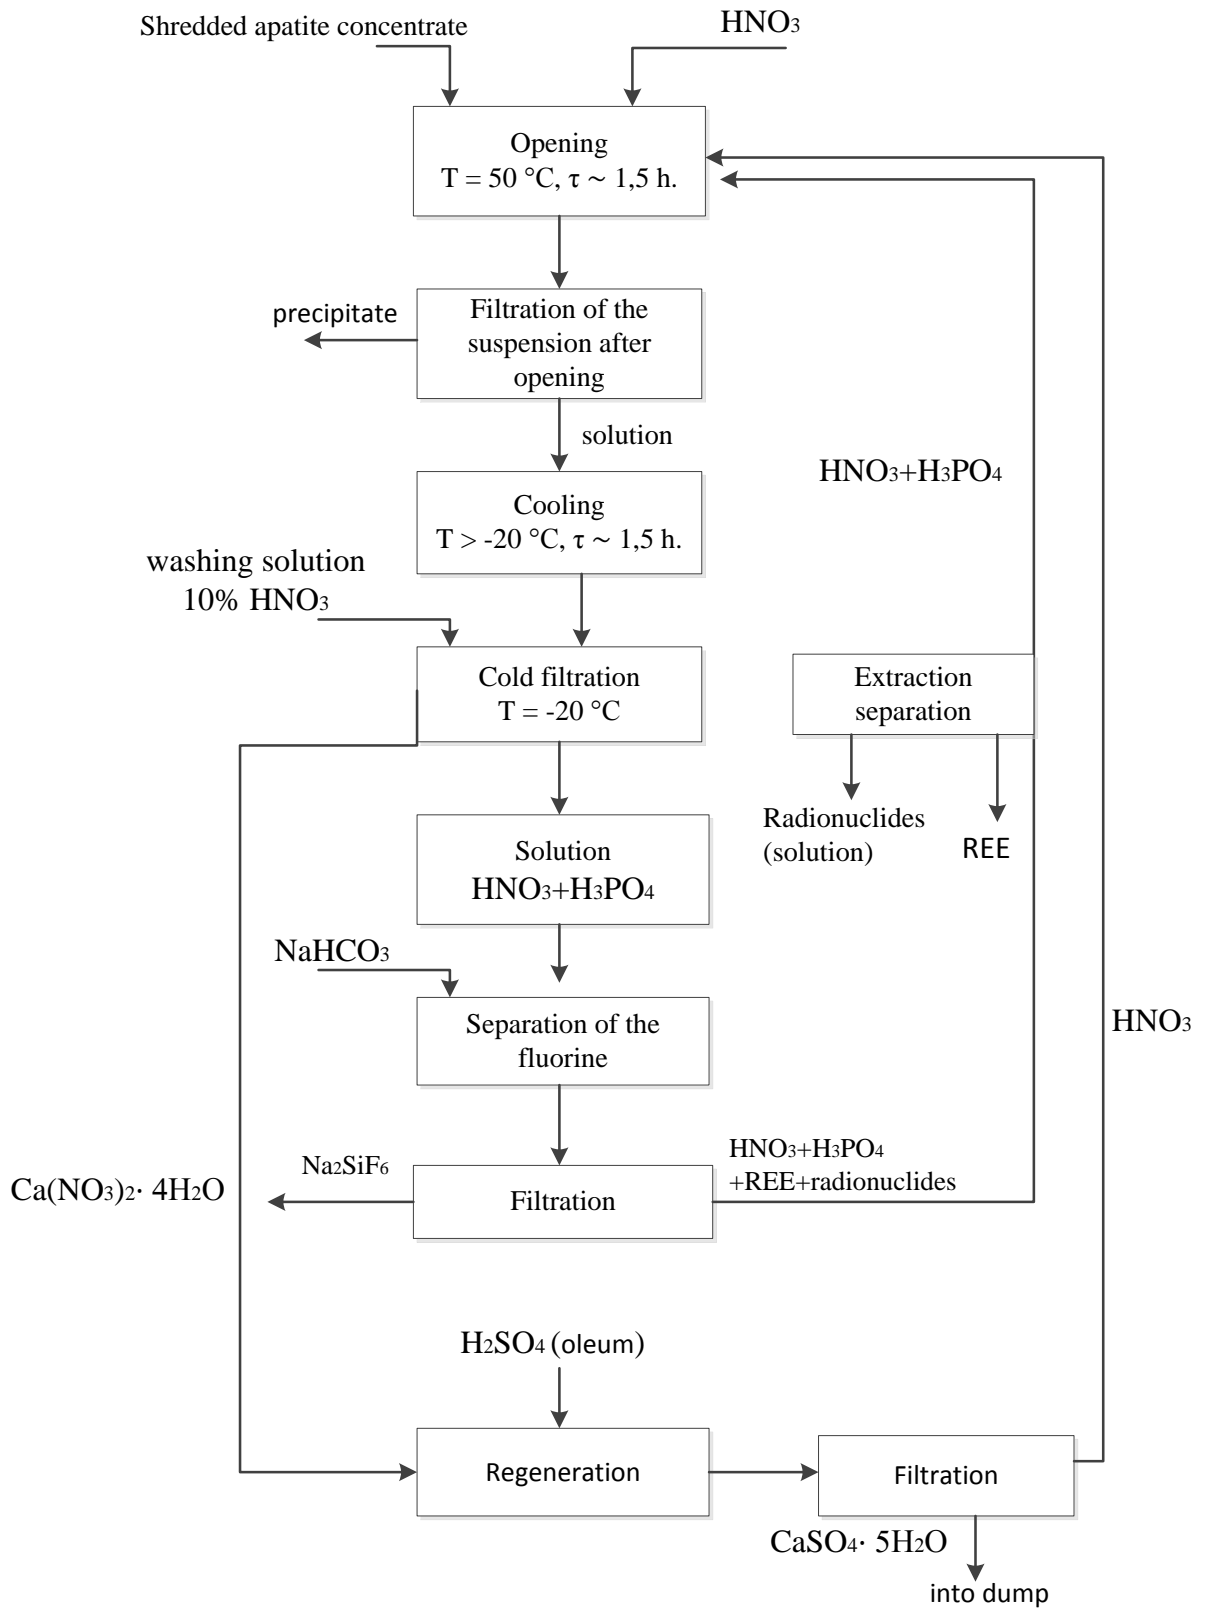 Shredded apatite concentrate
HNO₃
Opening
T = 50 °C, τ ~ 1,5 h.
precipitate
Filtration of the
suspension after
opening
solution
HNO₃+H₃PO₄
Cooling
T > -20 °C, τ ~ 1,5 h.
washing solution
10% HNO₃
Cold filtration
T = -20 °C
Extraction
separation
Radionuclides
(solution)
REE
Solution
HNO₃+H₃PO₄
NaHCO₃
Separation of the
fluorine
HNO₃
Na₂SiF₆
HNO₃+H₃PO₄
+REE+radionuclides
Ca(NO₃)₂· 4H₂O
Filtration
H₂SO₄ (oleum)
Regeneration
Filtration
CaSO₄· 5H₂O
into dump